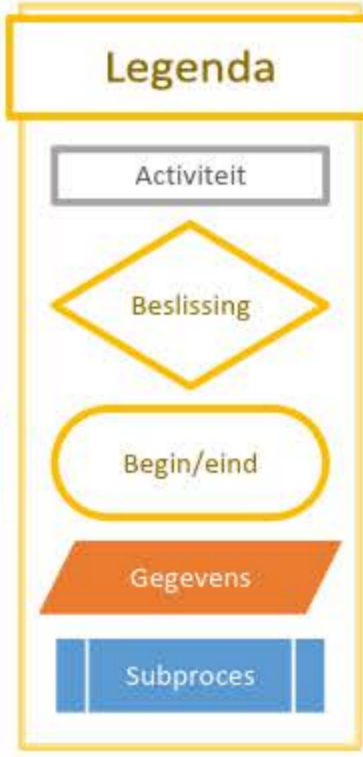 Legenda
Activiteit
Beslissing
Begin/eind
Gegevens
Subproces